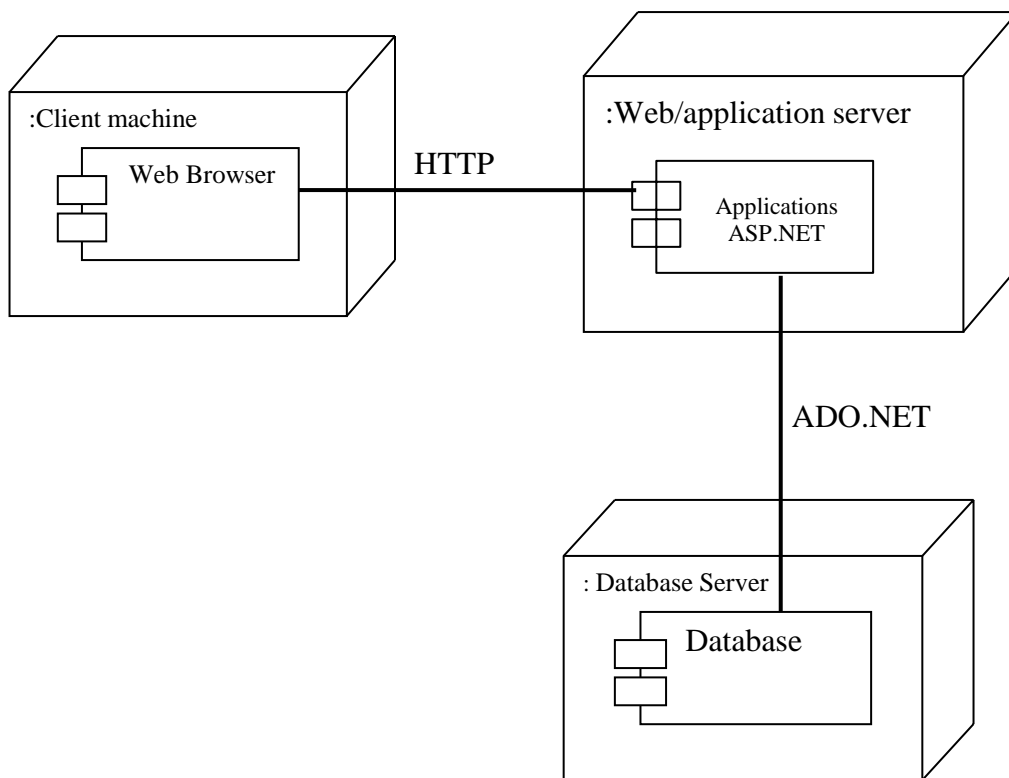 :Client machine
Web Browser
HTTP
:Web/application server
Applications
ASP.NET
ADO.NET
: Database Server
Database